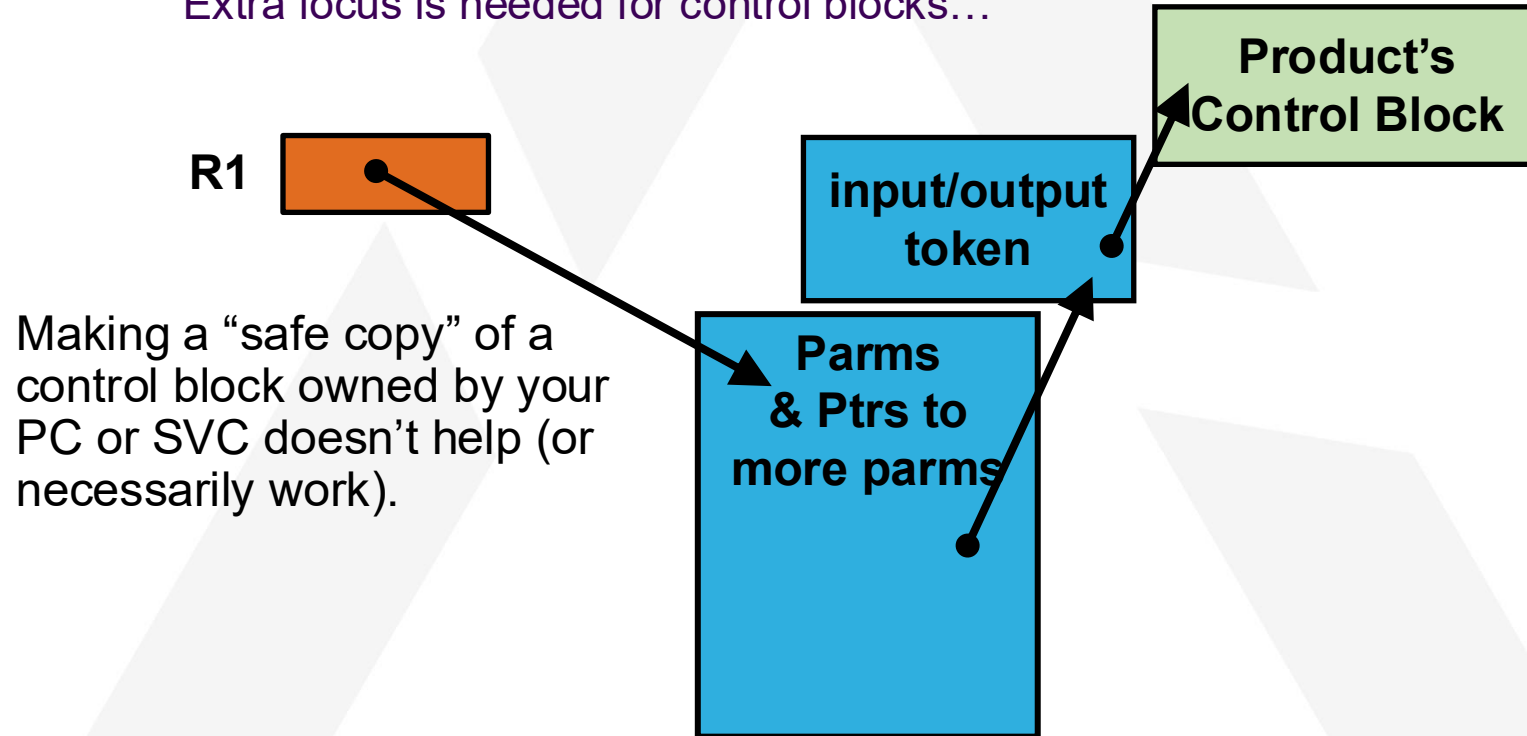 Extra focus is needed for control blocks…
Product’s
Control Block
R1
input/output
token
Making a “safe copy” of a
control block owned by your
PC or SVC doesn’t help (or
necessarily work).
Parms
& Ptrs to
more parms